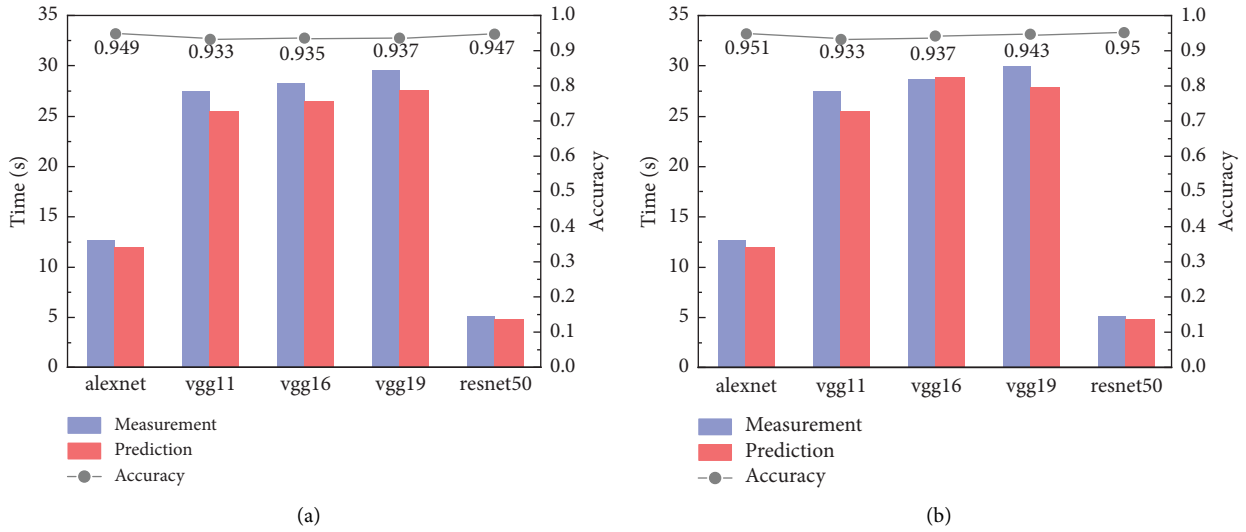 35
30
25
20
15
10
5
0
Time (s)
0.949
0.933
0.935
0.937
0.947
1.0
0.9
0.8
0.7
0.6
0.5
0.4
0.3
0.2
0.1
0.0
Accuracy
alexnet
vgg11
vgg16
vgg19
resnet50
Measurement
Prediction
Accuracy
(a)
35
30
25
20
15
10
5
0
Time (s)
0.951
0.933
0.937
0.943
0.95
1.0
0.9
0.8
0.7
0.6
0.5
0.4
0.3
0.2
0.1
0.0
Accuracy
alexnet
vgg11
vgg16
vgg19
resnet50
Measurement
Prediction
Accuracy
(b)